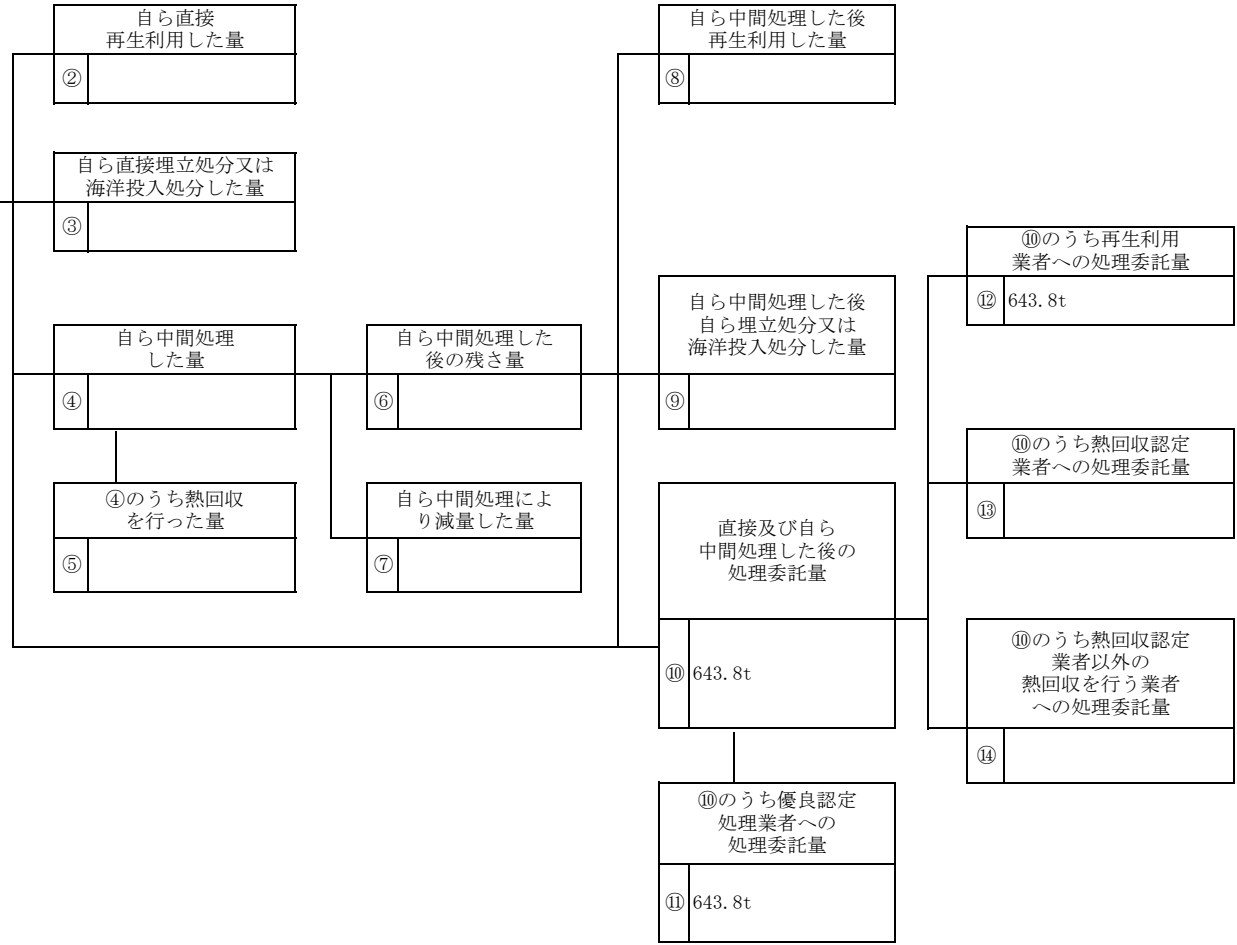 自ら直接
再生利用した量
②
自ら直接埋立処分又は
海洋投入処分した量
③
自ら中間処理
した量
④
④のうち熱回収
を行った量
⑤
自ら中間処理した
後の残さ量
⑥
自ら中間処理によ
り減量した量
⑦
自ら中間処理した後
再生利用した量
⑧
自ら中間処理した後
自ら埋立処分又は
海洋投入処分した量
⑨
直接及び自ら
中間処理した後の
処理委託量
⑩ 643.8t
⑩のうち優良認定
処理業者への
処理委託量
⑪ 643.8t
⑩のうち再生利用
業者への処理委託量
⑫ 643.8t
⑩のうち熱回収認定
業者への処理委託量
⑬
⑩のうち熱回収認定
業者以外の
熱回収を行う業者
への処理委託量
⑭